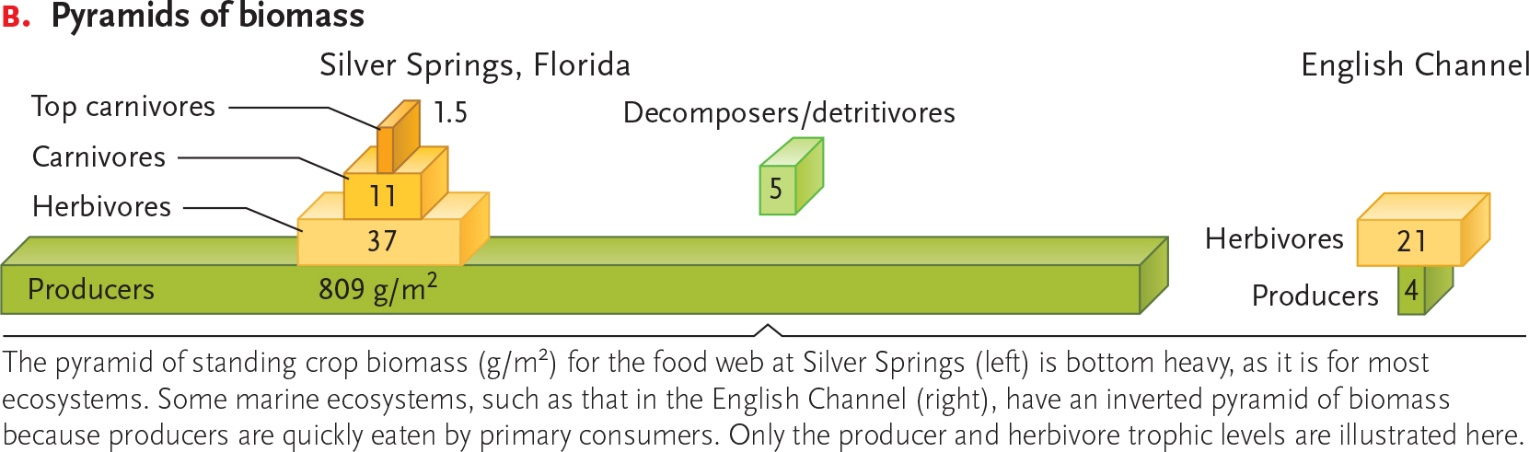 B. Pyramids of biomass
Silver Springs, Florida
English Channel
Top carnivores
1.5
Decomposers/detritivores
Carnivores
11
5
Herbivores
37
Herbivores
21
Producers
809 g/m²
Producers
4
The pyramid of standing crop biomass (g/m²) for the food web at Silver Springs (left) is bottom heavy, as it is for most
ecosystems. Some marine ecosystems, such as that in the English Channel (right), have an inverted pyramid of biomass
because producers are quickly eaten by primary consumers. Only the producer and herbivore trophic levels are illustrated here.